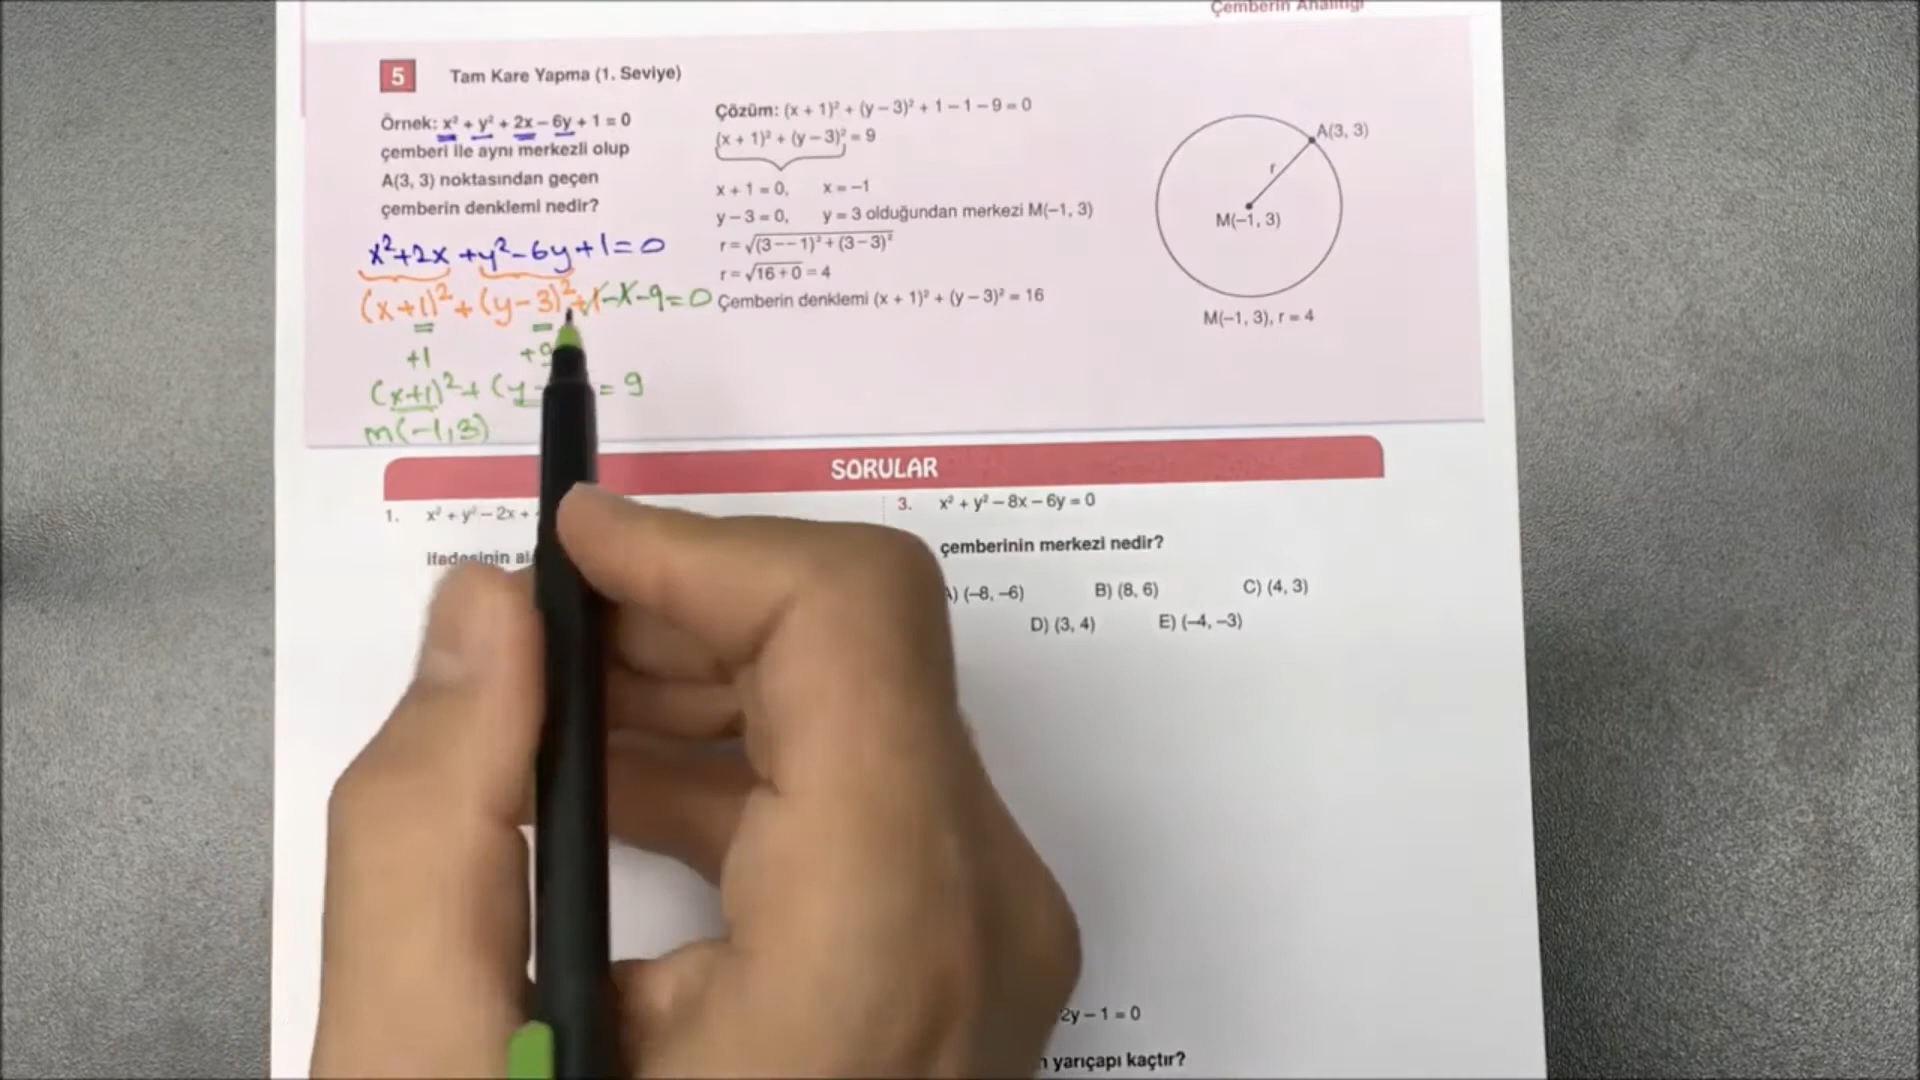 Çemberin Analitiği
5 Tam Kare Yapma (1. Seviye)
Örnek: x² + y² + 2x – 6y + 1 = 0
çemberi ile aynı merkezli olup
A(3, 3) noktasından geçen
çemberin denklemi nedir?
x²+2x +y²-6y+1=0
(x+1)²+(y-3)²+1-1-9=0
+1 +9
(x+1)²+(y- = 9
m(-1,3)
Çözüm: (x + 1)² + (y – 3)² + 1 – 1 – 9 = 0
(x + 1)² + (y – 3)² = 9
x + 1 = 0, x = –1
y – 3 = 0, y = 3 olduğundan merkezi M(–1, 3)
r = √(3 – –1)² + (3 – 3)²
r = √16 + 0 = 4
Çemberin denklemi (x + 1)² + (y – 3)² = 16
A(3, 3)
r
M(–1, 3)
M(–1, 3), r = 4
SORULAR
1. x² + y² – 2x +
ifadesinin
3. x² + y² – 8x – 6y = 0
çemberinin merkezi nedir?
A) (–8, –6) B) (8, 6) C) (4, 3)
D) (3, 4) E) (–4, –3)
2y – 1 = 0
yarıçapı kaçtır?